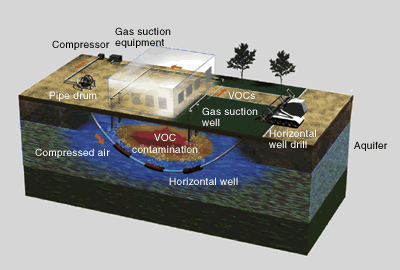 Gas suction
equipment
Compressor
Pipe drum
VOCs
Gas suction
well
Horizontal
well drill
VOC
contamination
Compressed air
Horizontal well
Aquifer